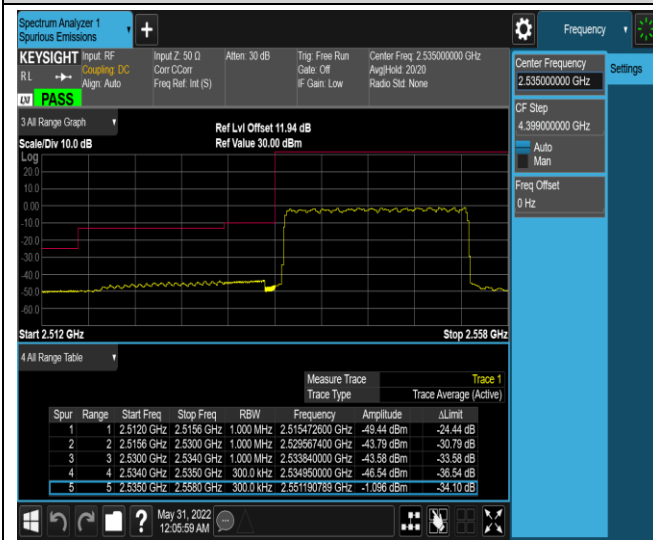 Spectrum Analyzer 1
Spurious Emissions
Frequency
KEYSIGHT Input: RF Input Z: 50 Ω Atten: 30 dB Trig: Free Run Center Freq: 2.535000000 GHz
RL Coupling: DC Corr CCorr Gate: Off Avg|Hold: 20/20
Align: Auto Freq Ref: Int (S) IF Gain: Low Radio Std: None
LXI PASS
Center Frequency
2.535000000 GHz
Settings
CF Step
4.399000000 GHz
Auto
Man
Freq Offset
0 Hz
3 All Range Graph
Ref Lvl Offset 11.94 dB
Scale/Div 10.0 dB Ref Value 30.00 dBm
Log
20.0
10.0
0.00
-10.0
-20.0
-30.0
-40.0
-50.0
-60.0
Start 2.512 GHz Stop 2.558 GHz
4 All Range Table
Measure Trace Trace 1
Trace Type Trace Average (Active)
Spur Range Start Freq Stop Freq RBW Frequency Amplitude ΔLimit
1 1 2.5120 GHz 2.5156 GHz 1.000 MHz 2.515472600 GHz -49.44 dBm -24.44 dB
2 2 2.5156 GHz 2.5300 GHz 1.000 MHz 2.529567400 GHz -43.79 dBm -30.79 dB
3 3 2.5300 GHz 2.5340 GHz 1.000 MHz 2.533840000 GHz -43.58 dBm -33.58 dB
4 4 2.5340 GHz 2.5350 GHz 300.0 kHz 2.534950000 GHz -46.54 dBm -36.54 dB
5 5 2.5350 GHz 2.5580 GHz 300.0 kHz 2.551190789 GHz -1.096 dBm -34.10 dB
May 31, 2022
12:05:59 AM